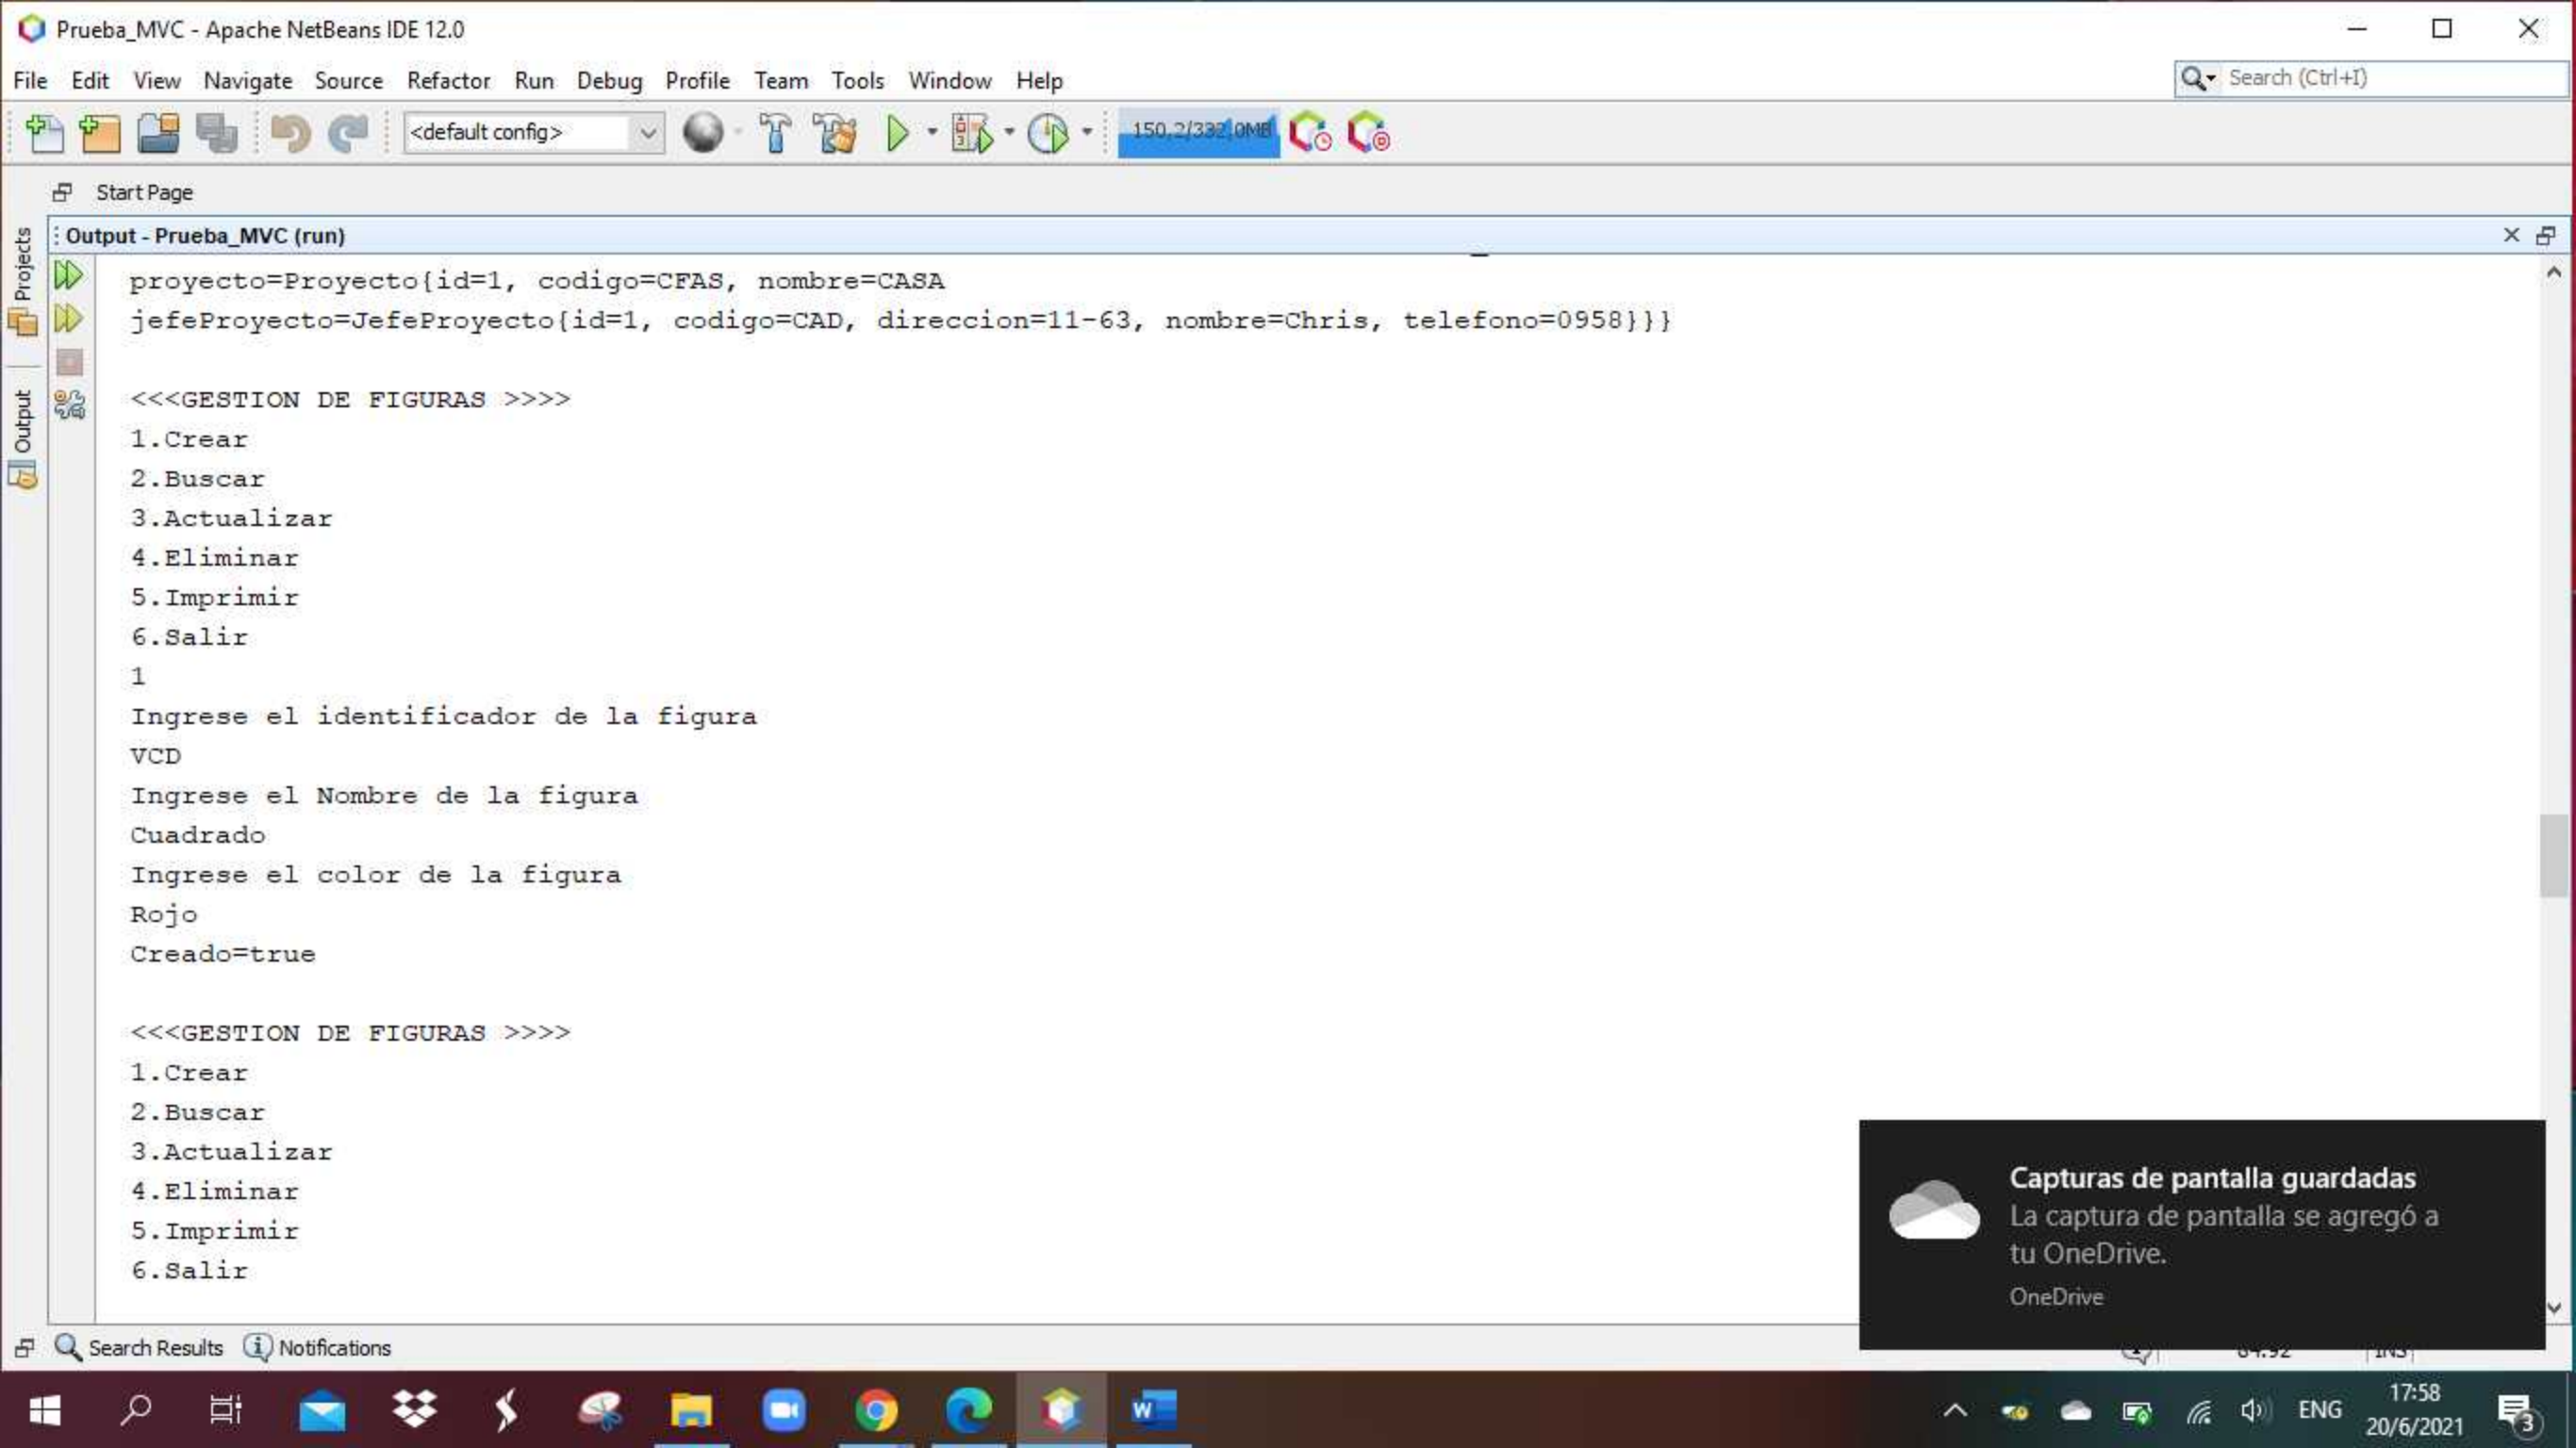 Prueba_MVC - Apache NetBeans IDE 12.0
File Edit View Navigate Source Refactor Run Debug Profile Team Tools Window Help
Search (Ctrl+I)
<default config>
150,2/332,0MB
Start Page
Projects
Output
Output - Prueba_MVC (run)
proyecto=Proyecto{id=1, codigo=CFAS, nombre=CASA
jefeProyecto=JefeProyecto{id=1, codigo=CAD, direccion=11-63, nombre=Chris, telefono=0958}}}
<<<GESTION DE FIGURAS >>>>
1.Crear
2.Buscar
3.Actualizar
4.Eliminar
5.Imprimir
6.Salir
1
Ingrese el identificador de la figura
VCD
Ingrese el Nombre de la figura
Cuadrado
Ingrese el color de la figura
Rojo
Creado=true
<<<GESTION DE FIGURAS >>>>
1.Crear
2.Buscar
3.Actualizar
4.Eliminar
5.Imprimir
6.Salir
Capturas de pantalla guardadas
La captura de pantalla se agregó a
tu OneDrive.
OneDrive
Search Results Notifications
ENG
17:58
20/6/2021
3